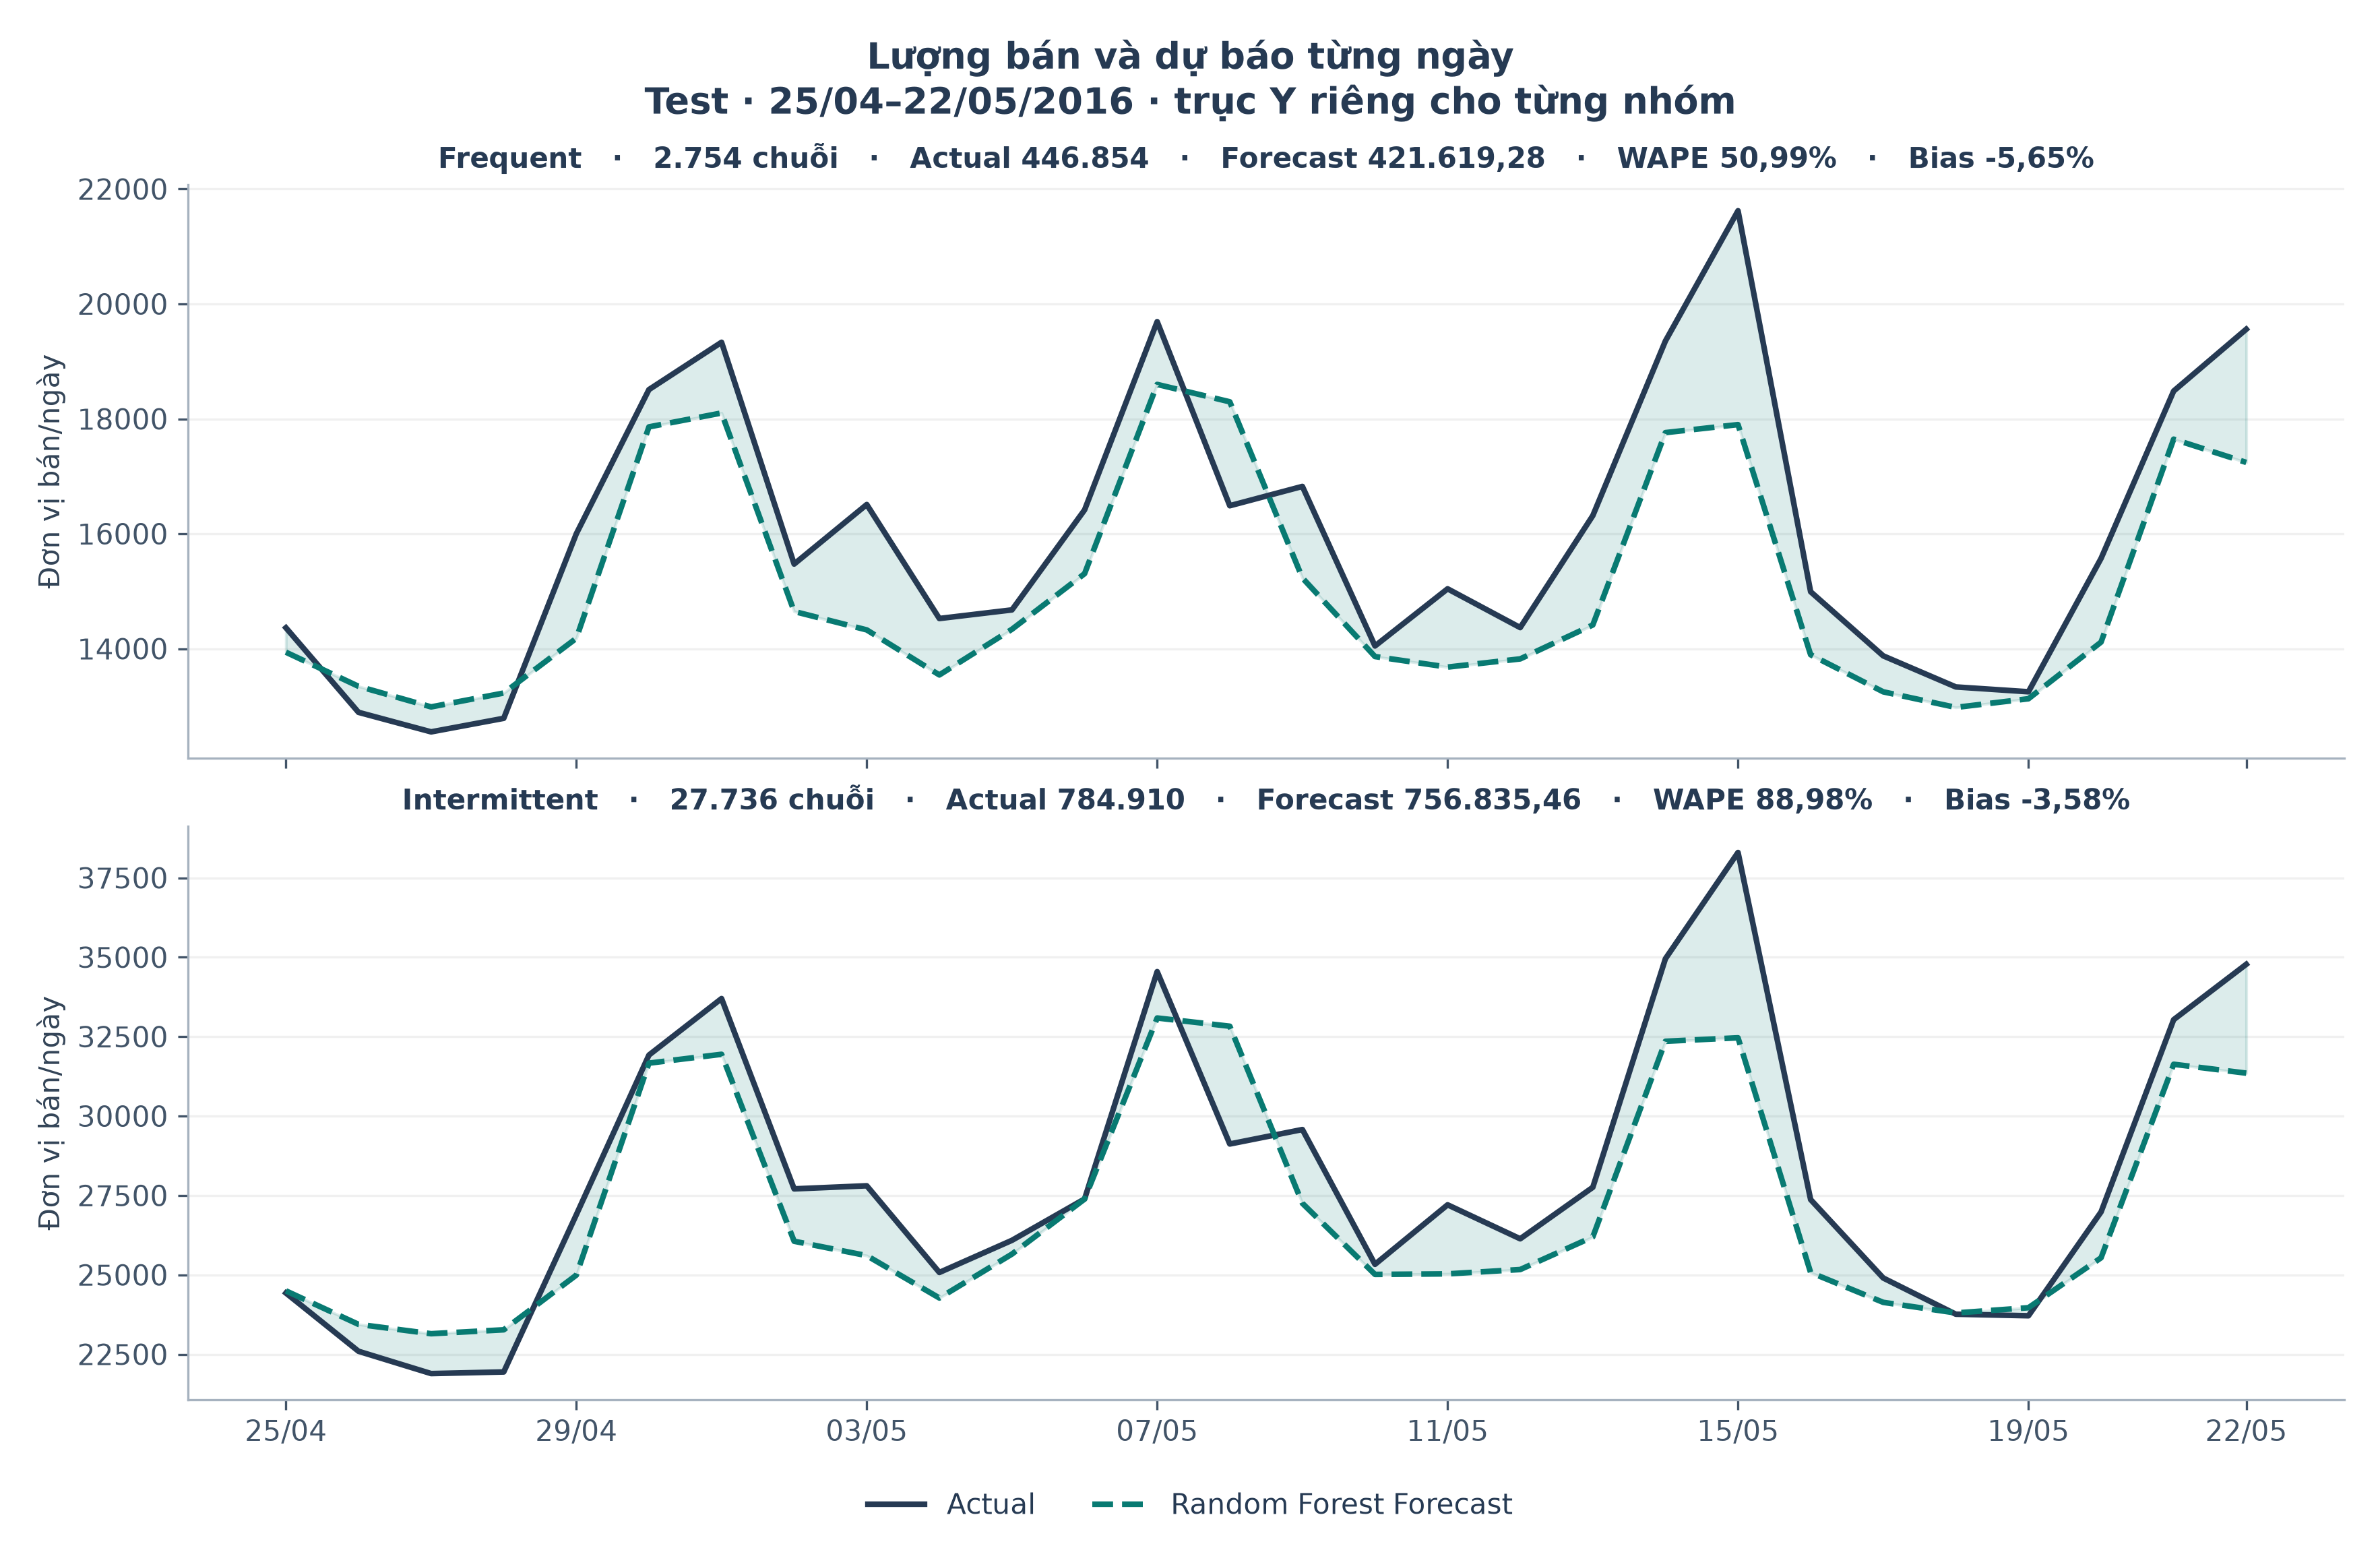 Lượng bán và dự báo từng ngày
Test · 25/04–22/05/2016 · trục Y riêng cho từng nhóm
Frequent · 2.754 chuỗi · Actual 446.854 · Forecast 421.619,28 · WAPE 50,99% · Bias -5,65%
22000
20000
18000
16000
14000
Đơn vị bán/ngày
Intermittent · 27.736 chuỗi · Actual 784.910 · Forecast 756.835,46 · WAPE 88,98% · Bias -3,58%
37500
35000
32500
30000
27500
25000
22500
Đơn vị bán/ngày
25/04 29/04 03/05 07/05 11/05 15/05 19/05 22/05
Actual Random Forest Forecast